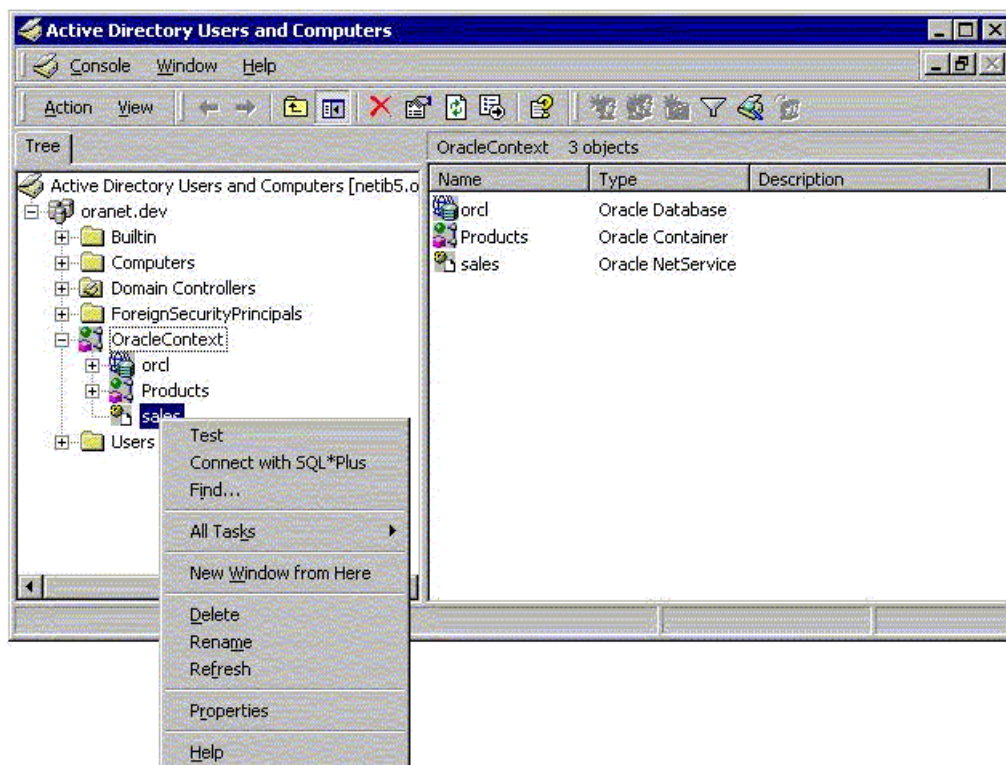 Active Directory Users and Computers
Console Window Help
Action View
Tree
OracleContext 3 objects
Active Directory Users and Computers [netib5.o
oranet.dev
Builtin
Computers
Domain Controllers
ForeignSecurityPrincipals
OracleContext
orcl
Products
sales
Users
Name Type Description
orcl Oracle Database
Products Oracle Container
sales Oracle NetService
Test
Connect with SQL*Plus
Find...
All Tasks
New Window from Here
Delete
Rename
Refresh
Properties
Help